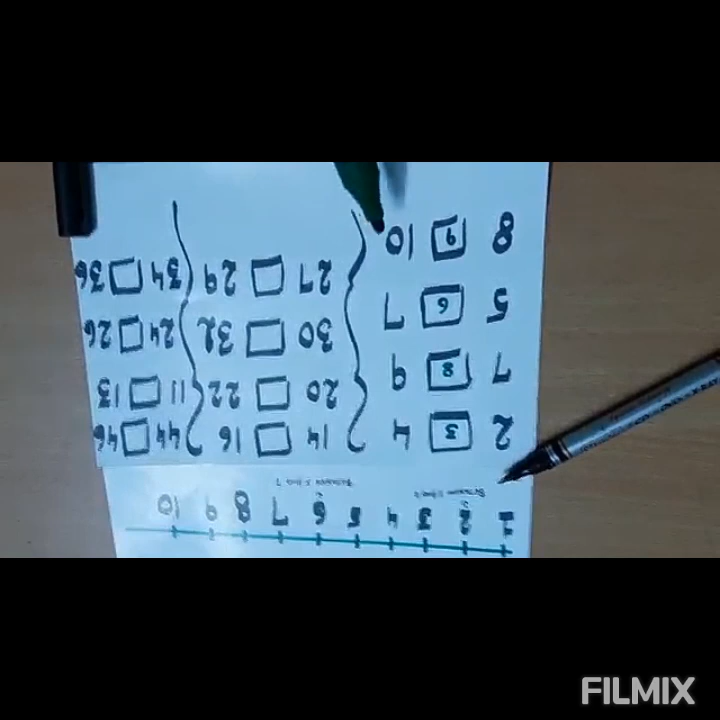 1 2 3 4 5 6 7 8 9 10
2 3 4 14 16 44 46
7 8 9 20 22 11 13
5 6 7 30 32 24 26
8 9 10 27 29 34 36
FILMIX